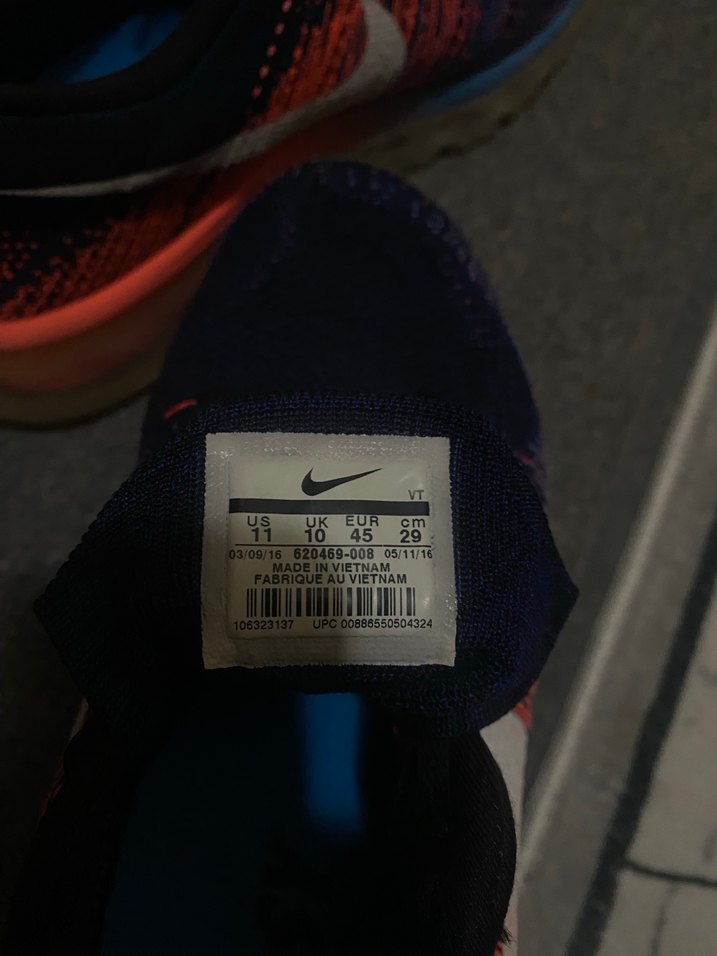 VT
US UK EUR cm
11 10 45 29
03/09/16 620469-008 05/11/16
MADE IN VIETNAM
FABRIQUE AU VIETNAM
106323137 UPC 00886550504324